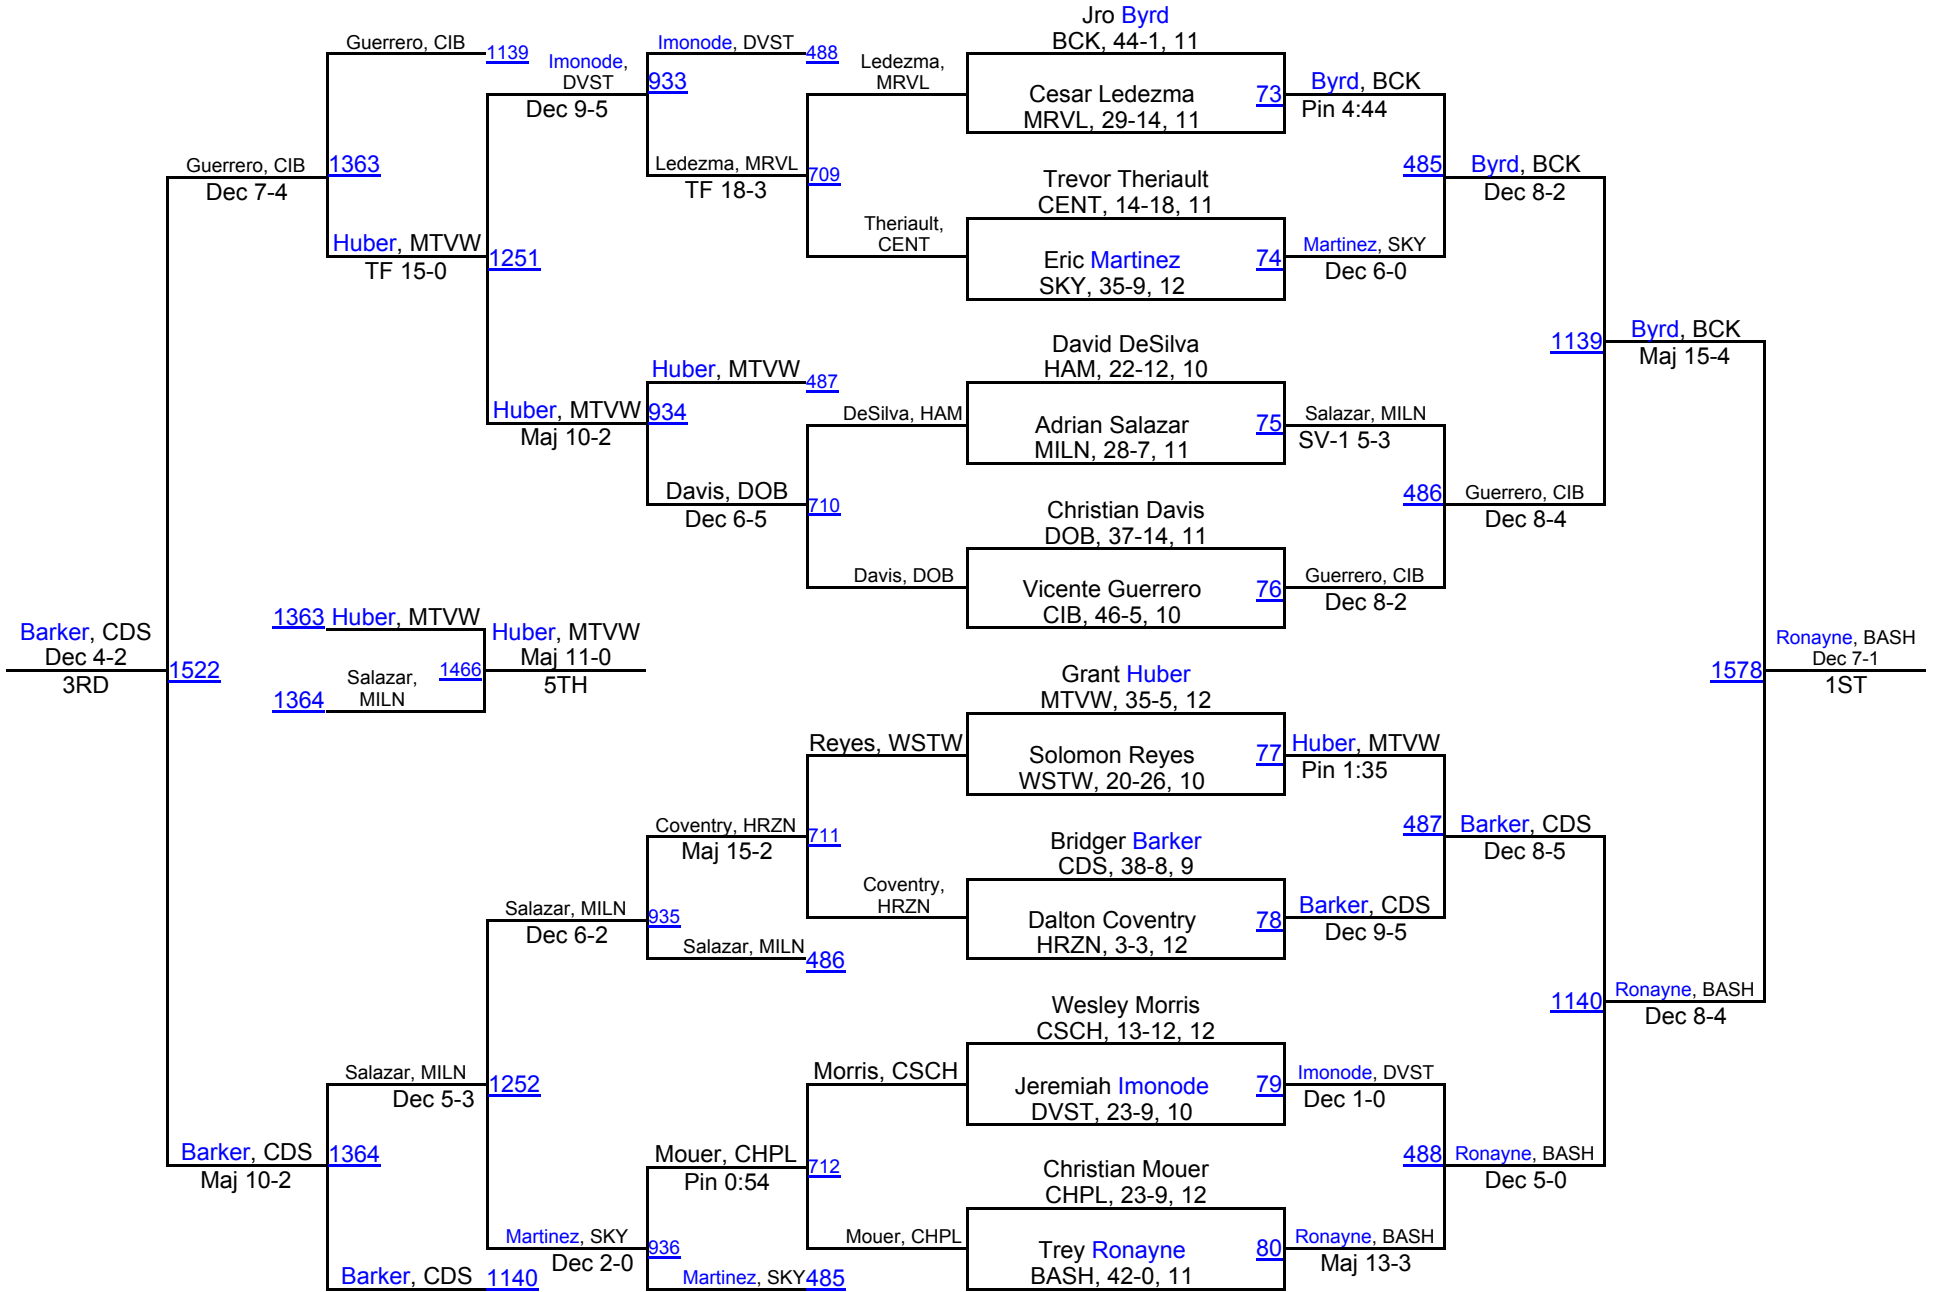 Guerrero, CIB
1139
Guerrero, CIB
Dec 7-4
1363
Huber, MTVW
TF 15-0
1251
Imonode,
DVST
Dec 9-5
933
Imonode, DVST
488
Ledezma, MRVL
TF 18-3
709
Ledezma,
MRVL
Theriault,
CENT
Huber, MTVW
Maj 10-2
934
Huber, MTVW
487
Davis, DOB
Dec 6-5
710
DeSilva, HAM
Davis, DOB
Barker, CDS
Dec 4-2
3RD
1522
1363
Huber, MTVW
1364
Salazar,
MILN
1466
Huber, MTVW
Maj 11-0
5TH
Barker, CDS
Maj 10-2
1364
Salazar, MILN
Dec 5-3
1252
Barker, CDS
1140
Salazar, MILN
Dec 6-2
935
Coventry, HRZN
Maj 15-2
711
Salazar, MILN
486
Reyes, WSTW
Coventry,
HRZN
Martinez, SKY
Dec 2-0
936
Mouer, CHPL
Pin 0:54
712
Martinez, SKY
485
Morris, CSCH
Mouer, CHPL
Jro Byrd
BCK, 44-1, 11
Cesar Ledezma
MRVL, 29-14, 11
73
Byrd, BCK
Pin 4:44
Trevor Theriault
CENT, 14-18, 11
Eric Martinez
SKY, 35-9, 12
74
Martinez, SKY
Dec 6-0
485
Byrd, BCK
Dec 8-2
David DeSilva
HAM, 22-12, 10
Adrian Salazar
MILN, 28-7, 11
75
Salazar, MILN
SV-1 5-3
Christian Davis
DOB, 37-14, 11
Vicente Guerrero
CIB, 46-5, 10
76
Guerrero, CIB
Dec 8-2
486
Guerrero, CIB
Dec 8-4
1139
Byrd, BCK
Maj 15-4
Grant Huber
MTVW, 35-5, 12
Solomon Reyes
WSTW, 20-26, 10
77
Huber, MTVW
Pin 1:35
Bridger Barker
CDS, 38-8, 9
Dalton Coventry
HRZN, 3-3, 12
78
Barker, CDS
Dec 9-5
487
Barker, CDS
Dec 8-5
Wesley Morris
CSCH, 13-12, 12
Jeremiah Imonode
DVST, 23-9, 10
79
Imonode, DVST
Dec 1-0
Christian Mouer
CHPL, 23-9, 12
Trey Ronayne
BASH, 42-0, 11
80
Ronayne, BASH
Maj 13-3
488
Ronayne, BASH
Dec 5-0
1140
Ronayne, BASH
Dec 8-4
1578
Ronayne, BASH
Dec 7-1
1ST